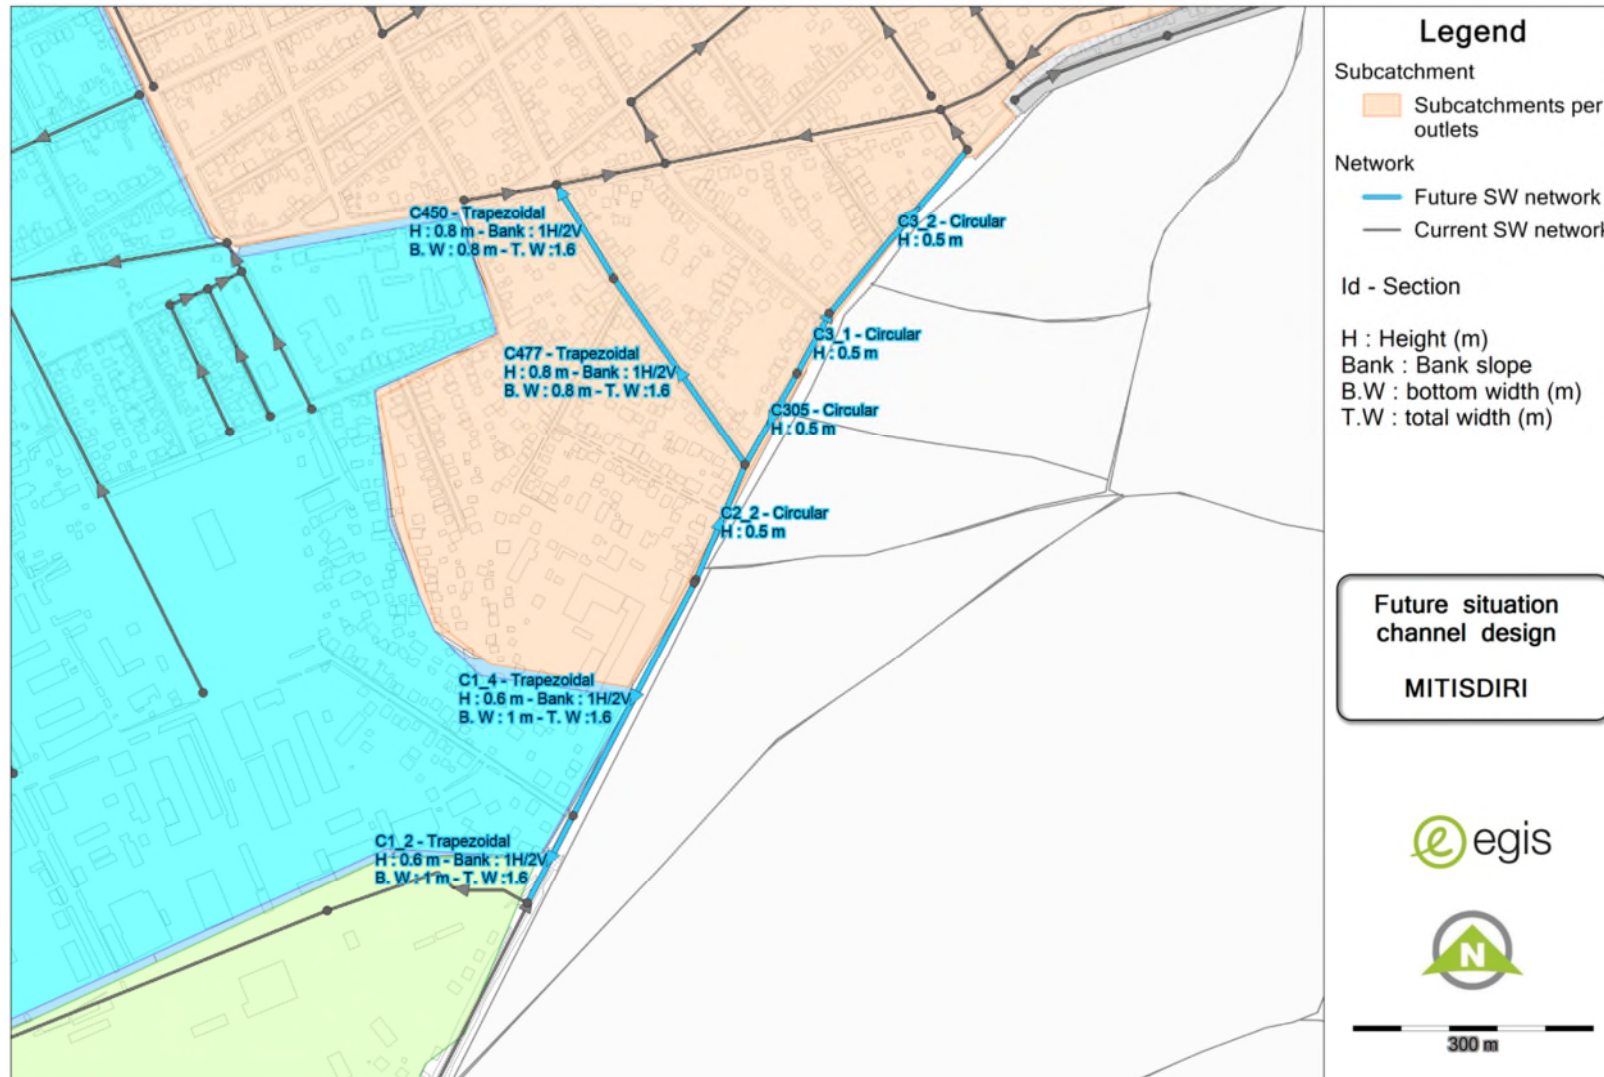 C450 - Trapezoidal
H : 0.8 m - Bank : 1H/2V
B. W : 0.8 m - T. W :1.6
C3_2 - Circular
H : 0.5 m
C3_1 - Circular
H : 0.5 m
C477 - Trapezoidal
H : 0.8 m - Bank : 1H/2V
B. W : 0.8 m - T. W :1.6
C305 - Circular
H : 0.5 m
C2_2 - Circular
H : 0.5 m
C1_4 - Trapezoidal
H : 0.6 m - Bank : 1H/2V
B. W : 1 m - T. W :1.6
C1_2 - Trapezoidal
H : 0.6 m - Bank : 1H/2V
B. W : 1 m - T. W :1.6
Legend
Subcatchment
Subcatchments per
outlets
Network
Future SW network
Current SW network
Id - Section
H : Height (m)
Bank : Bank slope
B.W : bottom width (m)
T.W : total width (m)
Future situation
channel design
MITISDIRI
e egis
N
300 m